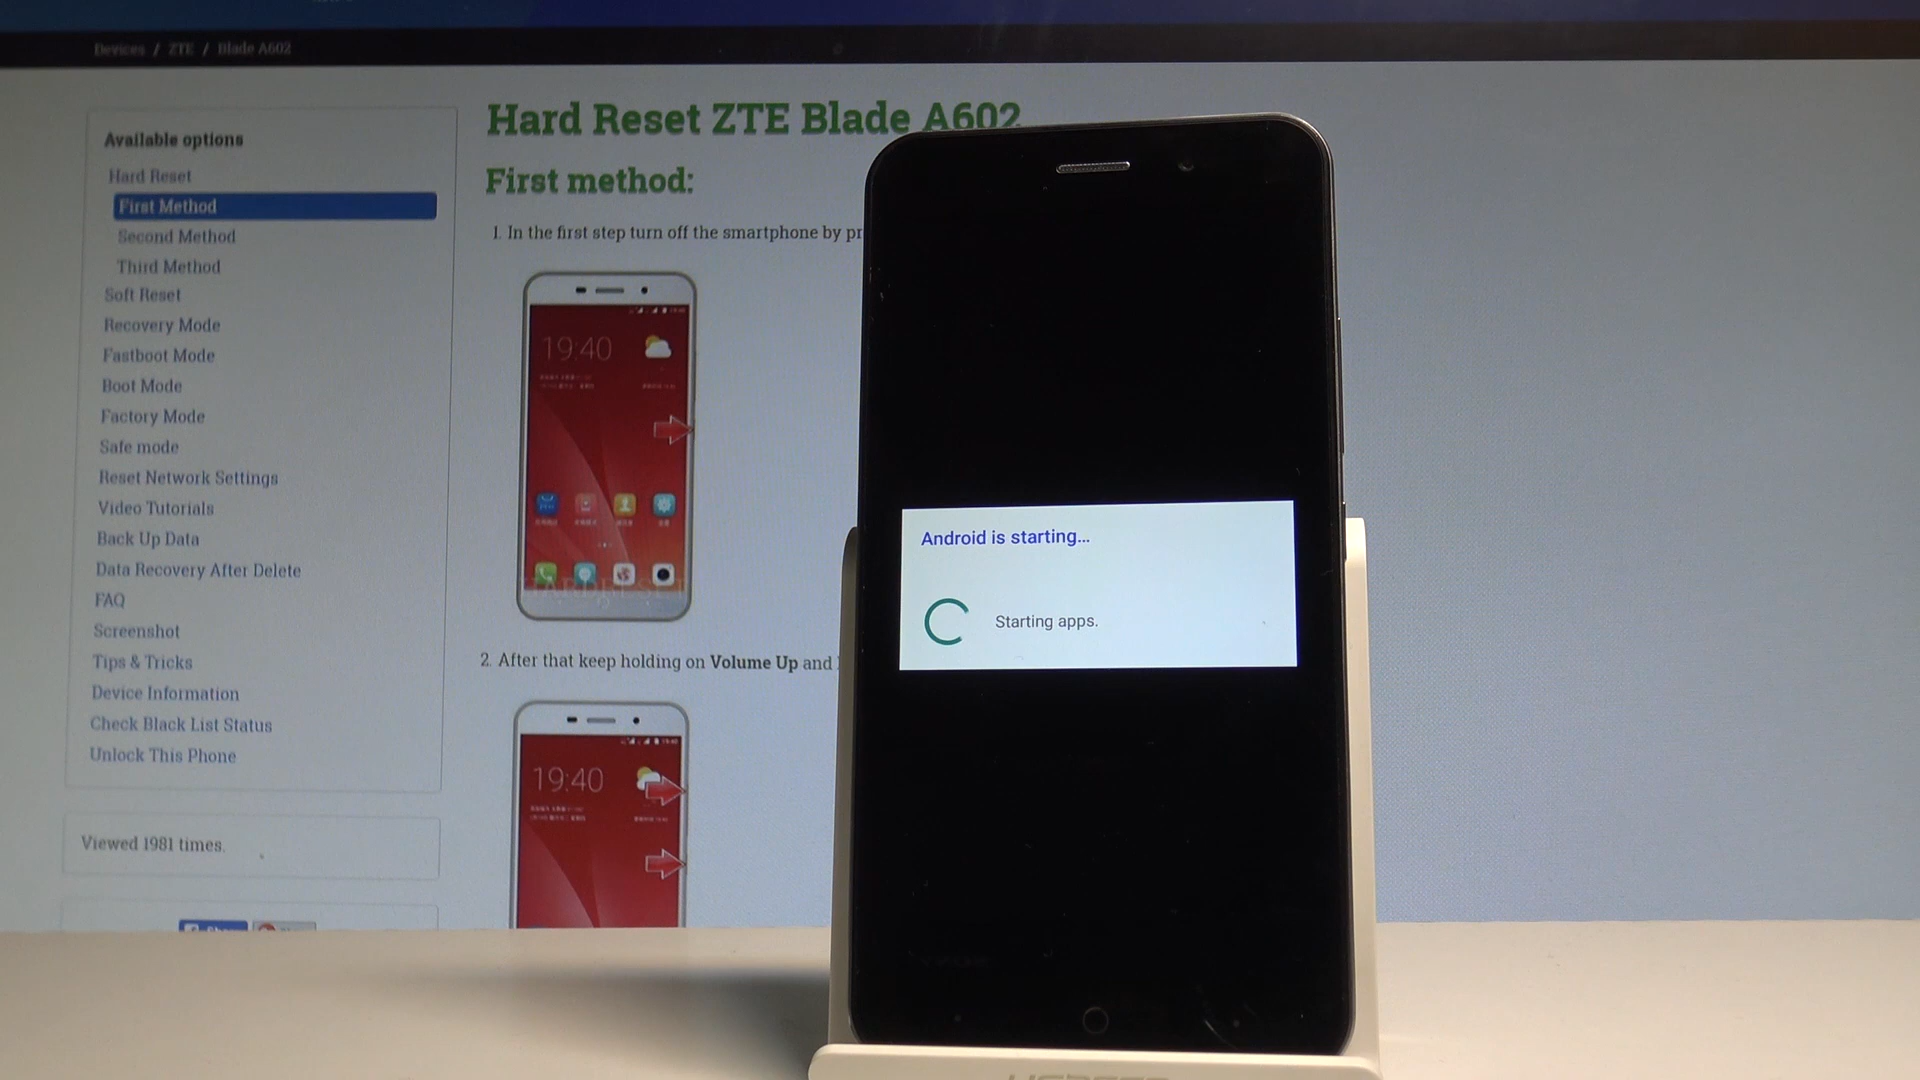 Devices / ZTE / Blade A602
Available options
Hard Reset
First Method
Second Method
Third Method
Soft Reset
Recovery Mode
Fastboot Mode
Boot Mode
Factory Mode
Safe mode
Reset Network Settings
Video Tutorials
Back Up Data
Data Recovery After Delete
FAQ
Screenshot
Tips & Tricks
Device Information
Check Black List Status
Unlock This Phone
Viewed 1981 times.
Hard Reset ZTE Blade A602
First method:
1. In the first step turn off the smartphone by pr
19:40
2. After that keep holding on Volume Up and
19:40
Android is starting...
Starting apps.